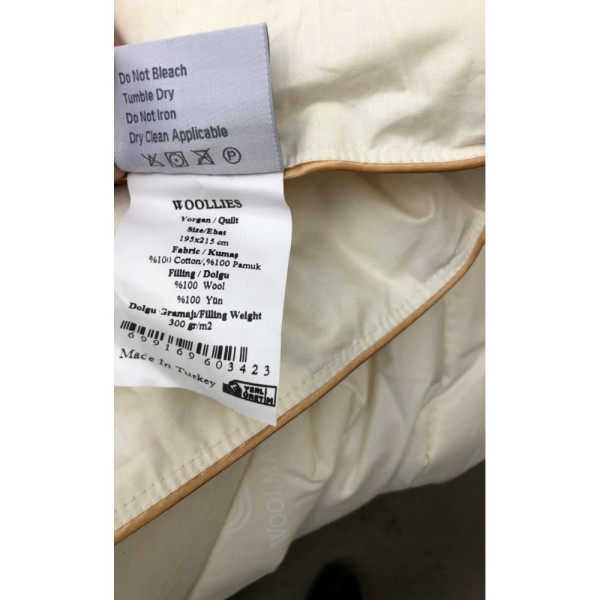 Do Not Bleach
Tumble Dry
Do Not Iron
Dry Clean Applicable
WOOLLIES
Yorgan / Quilt
Size/Ebat
195x215 cm
Fabric / Kumaş
%100 Cotton/,%100 Pamuk
Filling / Dolgu
%100 Wool
%100 Yün
Dolgu Gramajı/Filling Weight
300 gr/m2
699169603423
Made In Turkey
YERLİ
ÜRETİM